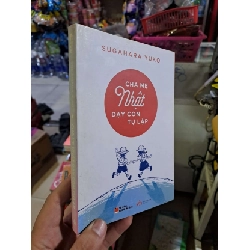 SUGAHARA YUKO
CHA MẸ
Nhật
DẠY CON
TỰ LẬP